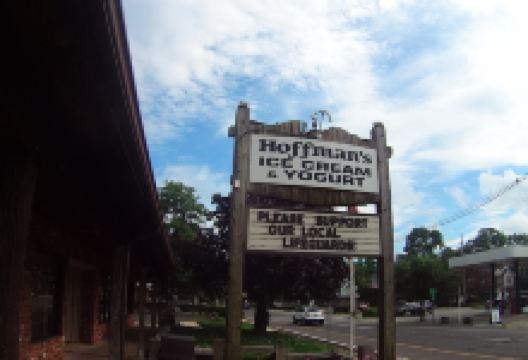 Hoffman's
ICE CREAM
& YOGURT
PLEASE SUPPORT
OUR LOCAL
LIFEGUARDS!